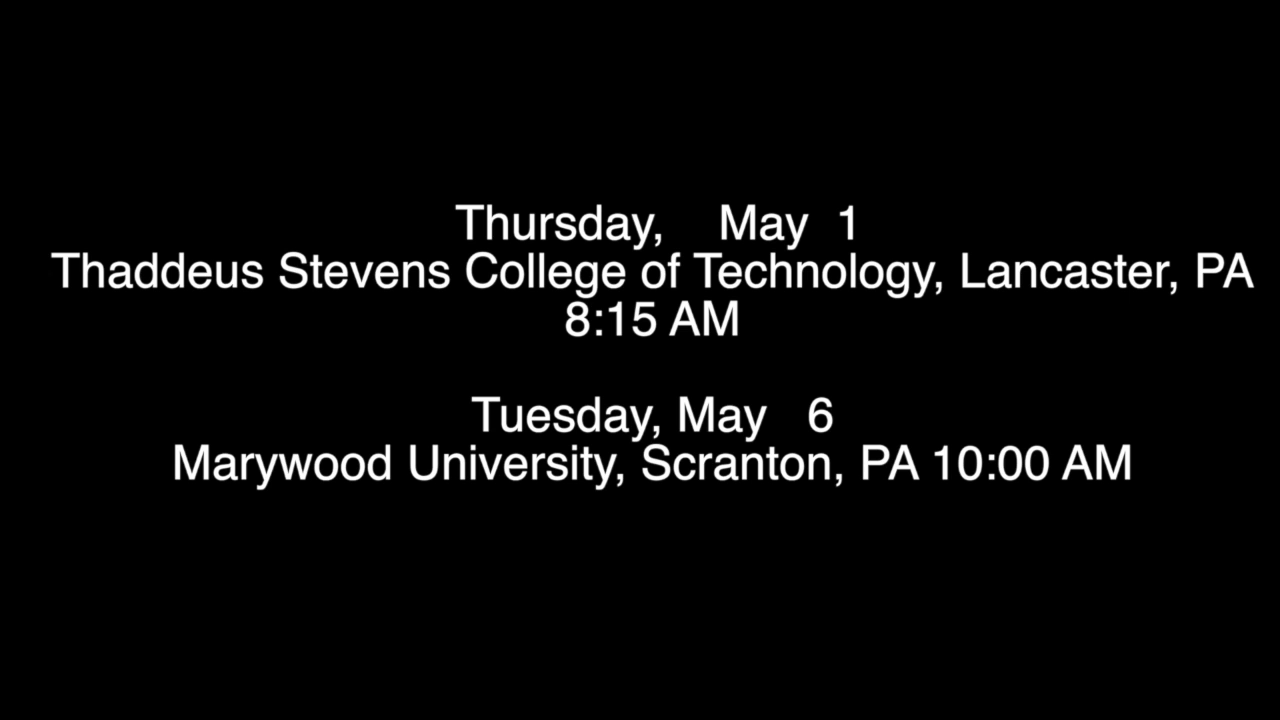 Thursday, May 1
Thaddeus Stevens College of Technology, Lancaster, PA
8:15 AM
Tuesday, May 6
Marywood University, Scranton, PA 10:00 AM